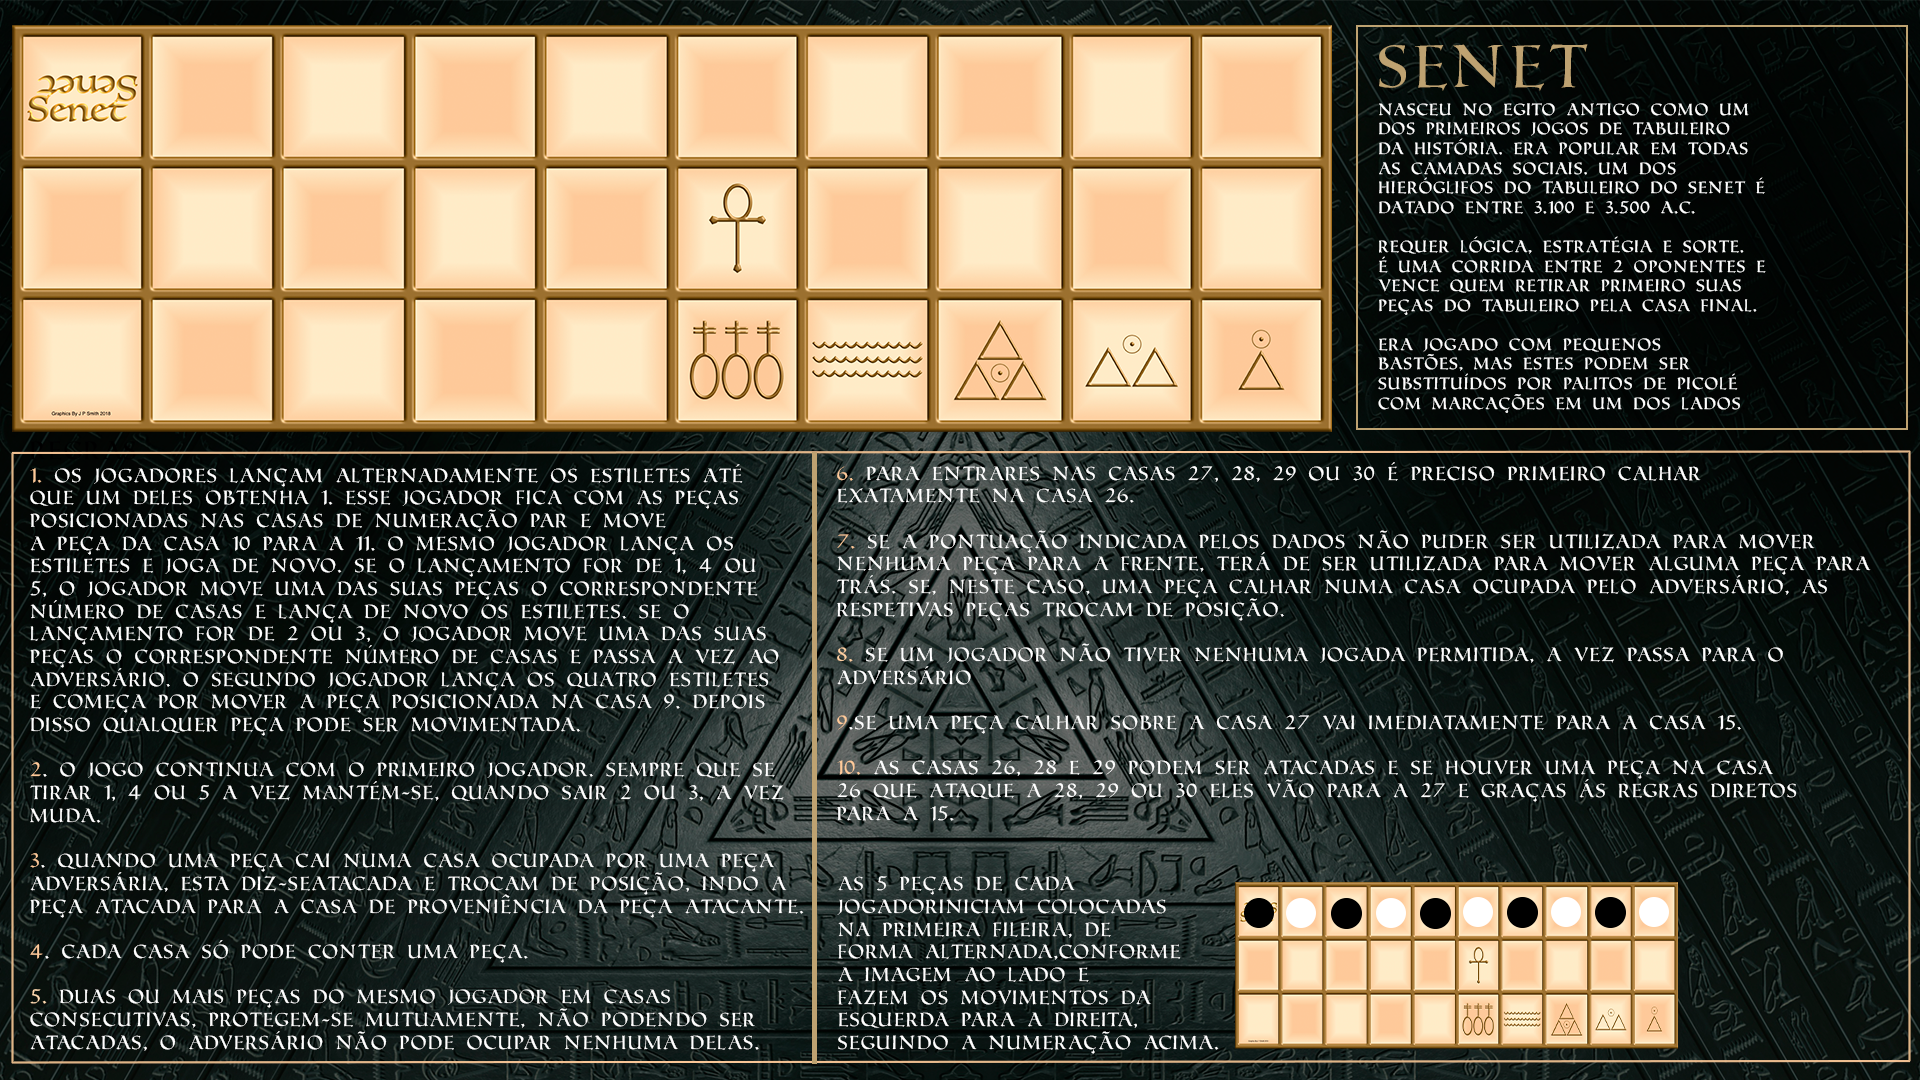 Senet
Senet
Graphics By J P Smith 2018
SENET
NASCEU NO EGITO ANTIGO COMO UM
DOS PRIMEIROS JOGOS DE TABULEIRO
DA HISTÓRIA. ERA POPULAR EM TODAS
AS CAMADAS SOCIAIS. UM DOS
HIERÓGLIFOS DO TABULEIRO DO SENET É
DATADO ENTRE 3.100 E 3.500 A.C.
REQUER LÓGICA, ESTRATÉGIA E SORTE.
É UMA CORRIDA ENTRE 2 OPONENTES E
VENCE QUEM RETIRAR PRIMEIRO SUAS
PEÇAS DO TABULEIRO PELA CASA FINAL.
ERA JOGADO COM PEQUENOS
BASTÕES, MAS ESTES PODEM SER
SUBSTITUÍDOS POR PALITOS DE PICOLÉ
COM MARCAÇÕES EM UM DOS LADOS
1. OS JOGADORES LANÇAM ALTERNADAMENTE OS ESTILETES ATÉ
QUE UM DELES OBTENHA 1. ESSE JOGADOR FICA COM AS PEÇAS
POSICIONADAS NAS CASAS DE NUMERAÇÃO PAR E MOVE
A PEÇA DA CASA 10 PARA A 11. O MESMO JOGADOR LANÇA OS
ESTILETES E JOGA DE NOVO. SE O LANÇAMENTO FOR DE 1, 4 OU
5, O JOGADOR MOVE UMA DAS SUAS PEÇAS O CORRESPONDENTE
NÚMERO DE CASAS E LANÇA DE NOVO OS ESTILETES. SE O
LANÇAMENTO FOR DE 2 OU 3, O JOGADOR MOVE UMA DAS SUAS
PEÇAS O CORRESPONDENTE NÚMERO DE CASAS E PASSA A VEZ AO
ADVERSÁRIO. O SEGUNDO JOGADOR LANÇA OS QUATRO ESTILETES
E COMEÇA POR MOVER A PEÇA POSICIONADA NA CASA 9. DEPOIS
DISSO QUALQUER PEÇA PODE SER MOVIMENTADA.
2. O JOGO CONTINUA COM O PRIMEIRO JOGADOR. SEMPRE QUE SE
TIRAR 1, 4 OU 5 A VEZ MANTÉM-SE, QUANDO SAIR 2 OU 3, A VEZ
MUDA.
3. QUANDO UMA PEÇA CAI NUMA CASA OCUPADA POR UMA PEÇA
ADVERSÁRIA, ESTA DIZ-SEATACADA E TROCAM DE POSIÇÃO, INDO A
PEÇA ATACADA PARA A CASA DE PROVENIÊNCIA DA PEÇA ATACANTE.
4. CADA CASA SÓ PODE CONTER UMA PEÇA.
5. DUAS OU MAIS PEÇAS DO MESMO JOGADOR EM CASAS
CONSECUTIVAS, PROTEGEM-SE MUTUAMENTE, NÃO PODENDO SER
ATACADAS, O ADVERSÁRIO NÃO PODE OCUPAR NENHUMA DELAS.
6. PARA ENTRARES NAS CASAS 27, 28, 29 OU 30 É PRECISO PRIMEIRO CALHAR
EXATAMENTE NA CASA 26.
7. SE A PONTUAÇÃO INDICADA PELOS DADOS NÃO PUDER SER UTILIZADA PARA MOVER
NENHUMA PEÇA PARA A FRENTE, TERÁ DE SER UTILIZADA PARA MOVER ALGUMA PEÇA PARA
TRÁS. SE, NESTE CASO, UMA PEÇA CALHAR NUMA CASA OCUPADA PELO ADVERSÁRIO, AS
RESPETIVAS PEÇAS TROCAM DE POSIÇÃO.
8. SE UM JOGADOR NÃO TIVER NENHUMA JOGADA PERMITIDA, A VEZ PASSA PARA O
ADVERSÁRIO
9.SE UMA PEÇA CALHAR SOBRE A CASA 27 VAI IMEDIATAMENTE PARA A CASA 15.
10. AS CASAS 26, 28 E 29 PODEM SER ATACADAS E SE HOUVER UMA PEÇA NA CASA
26 QUE ATAQUE A 28, 29 OU 30 ELES VÃO PARA A 27 E GRAÇAS ÁS REGRAS DIRETOS
PARA A 15.
AS 5 PEÇAS DE CADA
JOGADORINICIAM COLOCADAS
NA PRIMEIRA FILEIRA, DE
FORMA ALTERNADA,CONFORME
A IMAGEM AO LADO E
FAZEM OS MOVIMENTOS DA
ESQUERDA PARA A DIREITA,
SEGUINDO A NUMERAÇÃO ACIMA.